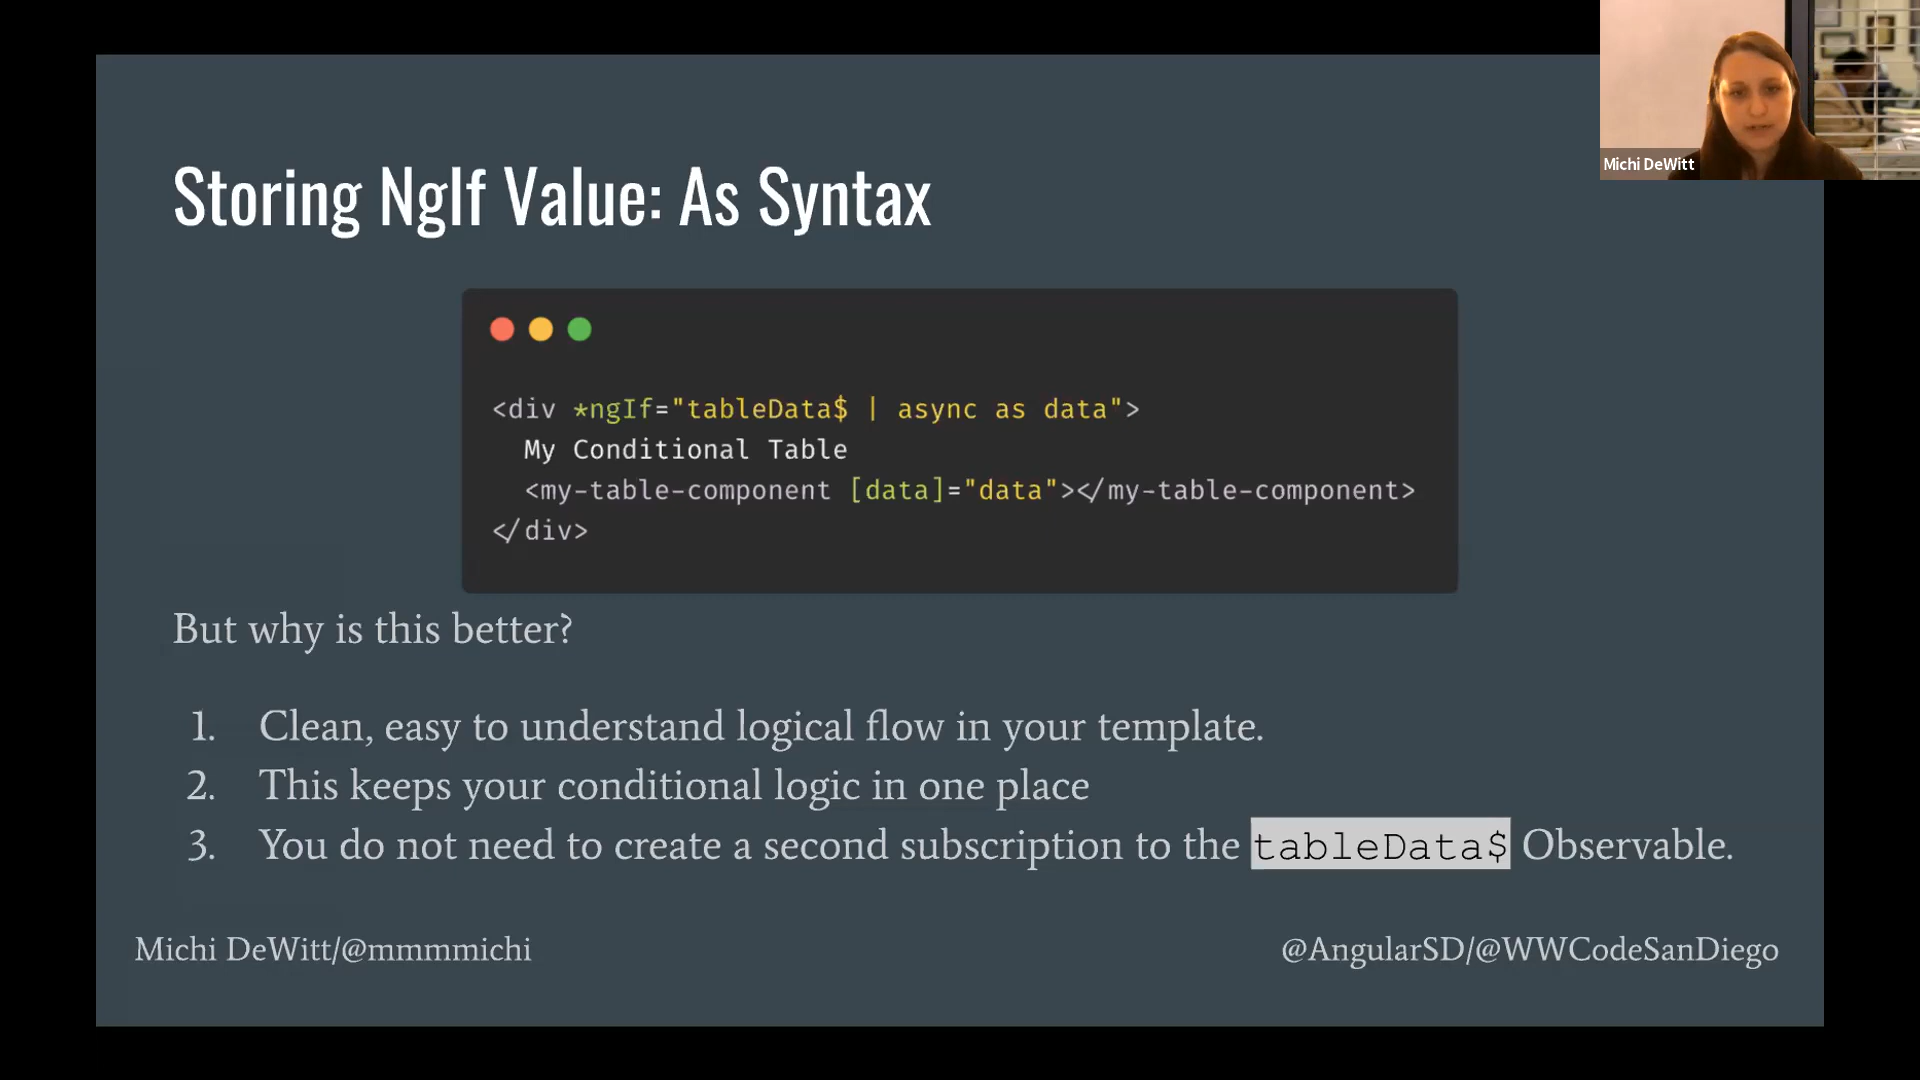 Michi DeWitt
Storing NgIf Value: As Syntax
<div *ngIf="tableData$ | async as data">
My Conditional Table
<my-table-component [data]="data"></my-table-component>
</div>
But why is this better?
1. Clean, easy to understand logical flow in your template.
2. This keeps your conditional logic in one place
3. You do not need to create a second subscription to the tableData$ Observable.
Michi DeWitt/@mmmmichi
@AngularSD/@WWCodeSanDiego